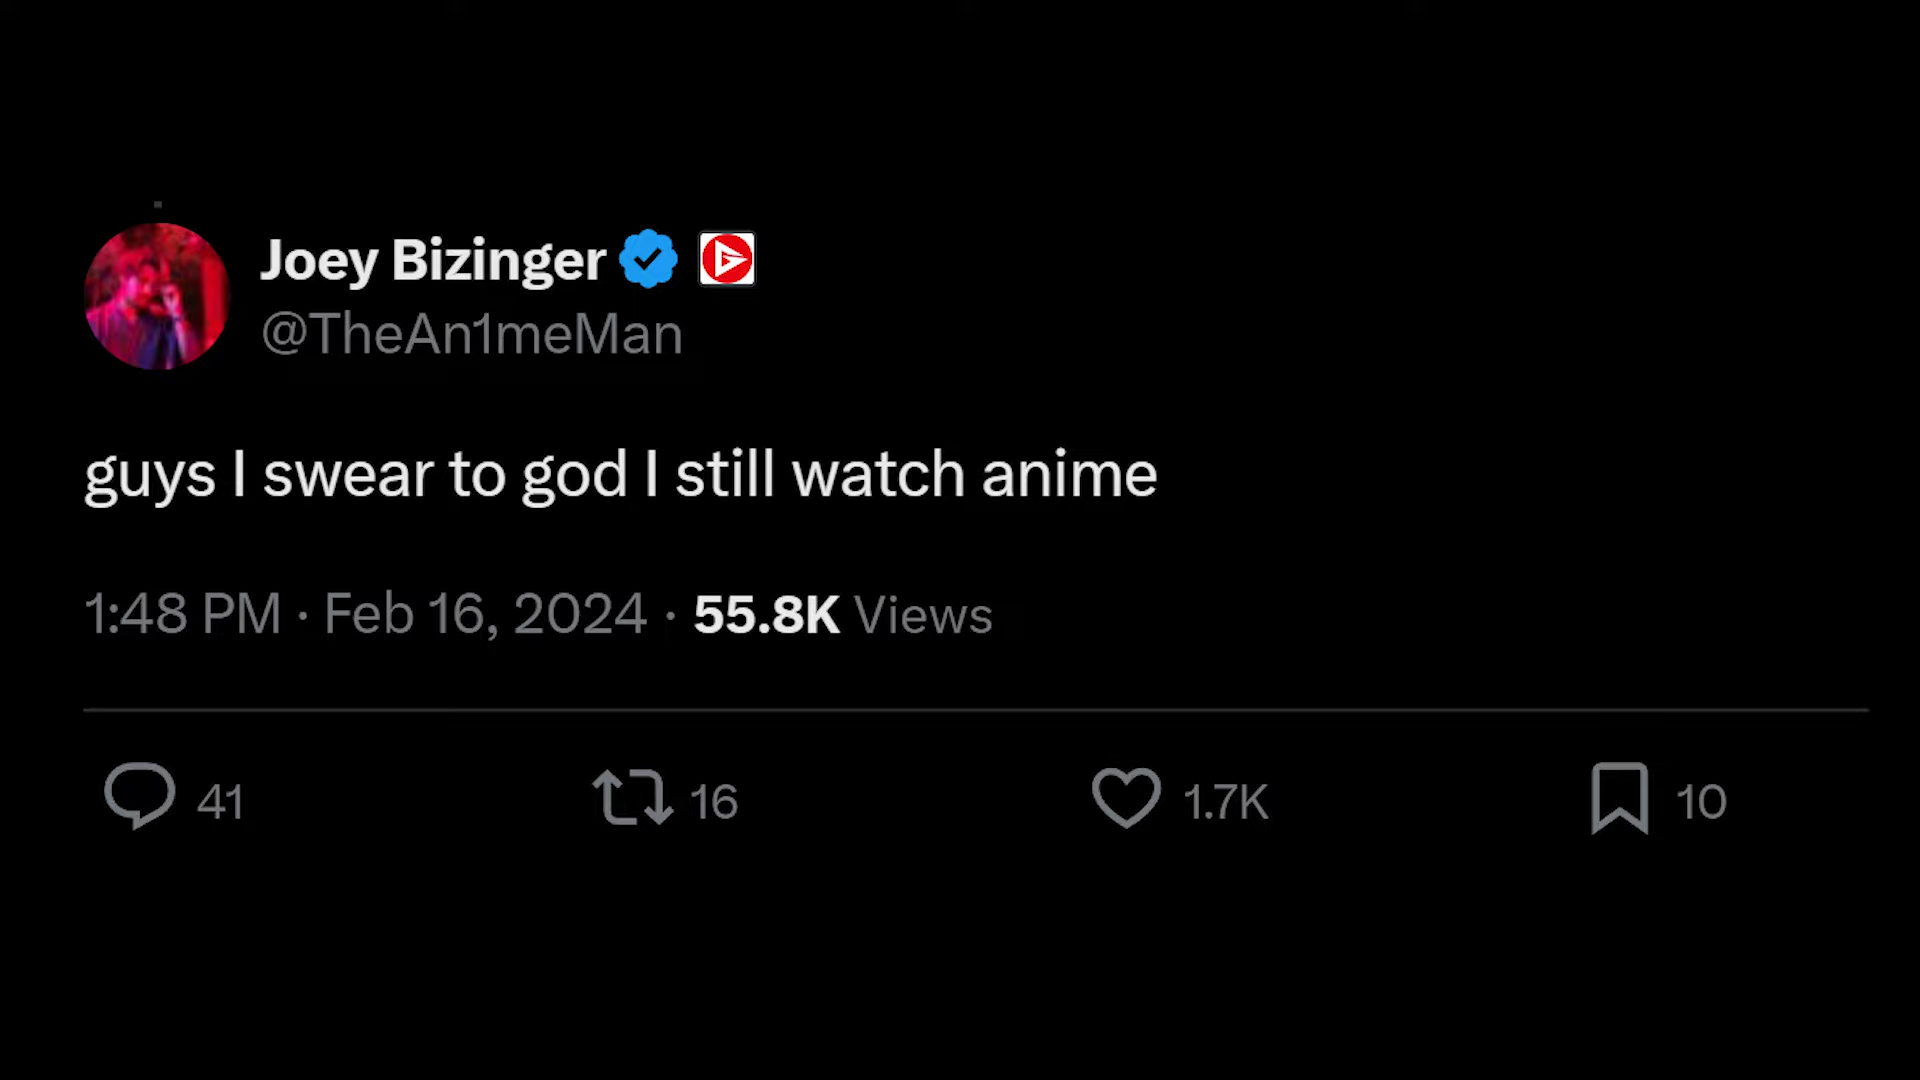 Joey Bizinger
@TheAn1meMan
guys I swear to god I still watch anime
1:48 PM · Feb 16, 2024 · 55.8K Views
41 16 1.7K 10